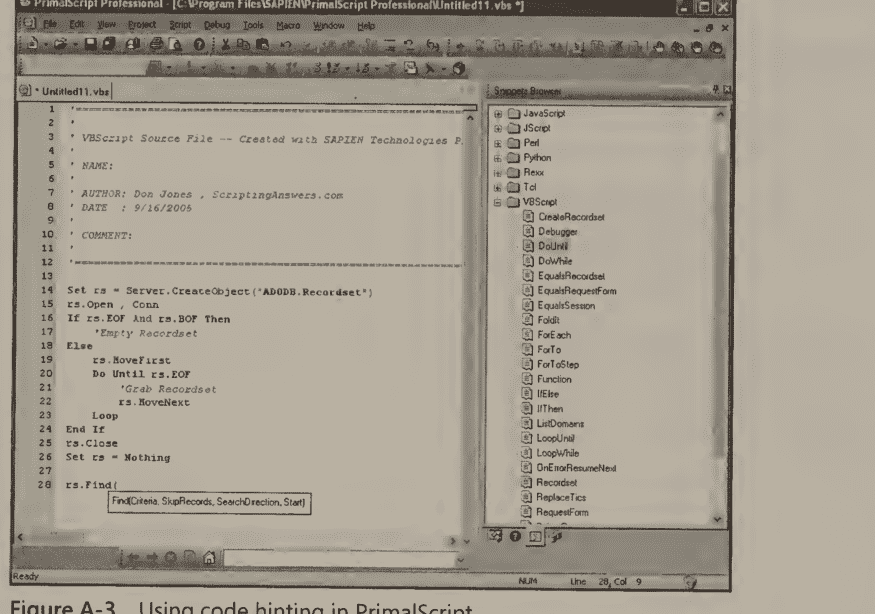 PrimalScript Professional - [C:\Program Files\SAPIEN\PrimalScript Professional\Untitled11.vbs *]
File Edit View Project Script Debug Tools Macro Window Help
* Untitled11.vbs
1 '==========================================================
2 '
3 ' VBScript Source File -- Created with SAPIEN Technologies P
4 '
5 ' NAME:
6 '
7 ' AUTHOR: Don Jones , ScriptingAnswers.com
8 ' DATE : 9/16/2005
9 '
10 ' COMMENT:
11 '
12 '==========================================================
13
14 Set rs = Server.CreateObject("ADODB.Recordset")
15 rs.Open , Conn
16 If rs.EOF And rs.BOF Then
17 'Empty Recordset
18 Else
19 rs.MoveFirst
20 Do Until rs.EOF
21 'Grab Recordset
22 rs.MoveNext
23 Loop
24 End If
25 rs.Close
26 Set rs = Nothing
27
28 rs.Find(
Find(Criteria, SkipRecords, SearchDirection, Start)
Snippets Browser
JavaScript
JScript
Perl
Python
Rexx
Tcl
VBScript
CreateRecordset
Debugger
DoUntil
DoWhile
EqualsRecordset
EqualsRequestForm
EqualsSession
FoldIt
ForEach
ForTo
ForToStep
Function
IfElse
IfThen
ListDomains
LoopUntil
LoopWhile
OnErrorResumeNext
Recordset
ReplaceTics
RequestForm
Ready
NUM Line 28, Col 9
Figure A-3 Using code hinting in PrimalScript